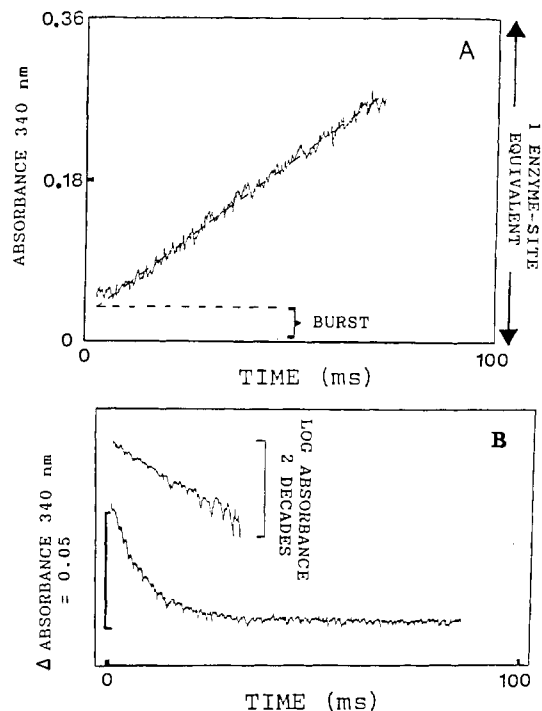 0.36
A
ABSORBANCE 340 nm
0.18
1 ENZYME-SITE
EQUIVALENT
BURST
0
0
100
TIME (ms)
B
LOG ABSORBANCE
2 DECADES
Δ ABSORBANCE 340 nm
= 0.05
0
100
TIME (ms)